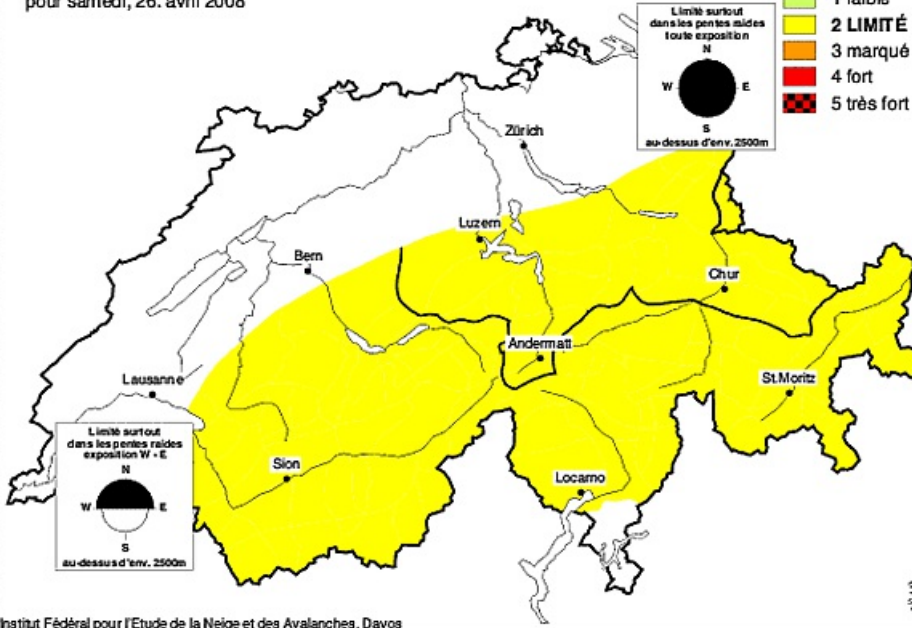 pour samedi, 26. avril 2008
1 faible
2 LIMITÉ
3 marqué
4 fort
5 très fort
Limité surtout
dans les pentes raides
toute exposition
N
W
E
S
au-dessus d'env. 2500m
Zürich
Luzern
Bern
Chur
Andermatt
Lausanne
St.Moritz
Sion
Locarno
Limité surtout
dans les pentes raides
exposition W - E
N
W
E
S
au-dessus d'env. 2500m
Institut Fédéral pour l'Etude de la Neige et des Avalanches, Davos